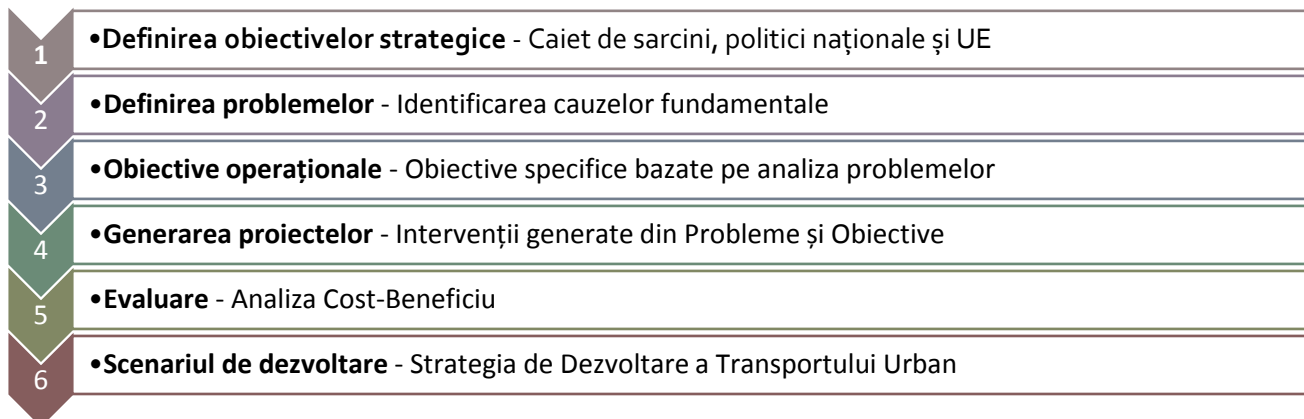 1
•Definirea obiectivelor strategice - Caiet de sarcini, politici naționale și UE
2
•Definirea problemelor - Identificarea cauzelor fundamentale
3
•Obiective operaționale - Obiective specifice bazate pe analiza problemelor
4
•Generarea proiectelor - Intervenții generate din Probleme și Obiective
5
•Evaluare - Analiza Cost-Beneficiu
6
•Scenariul de dezvoltare - Strategia de Dezvoltare a Transportului Urban